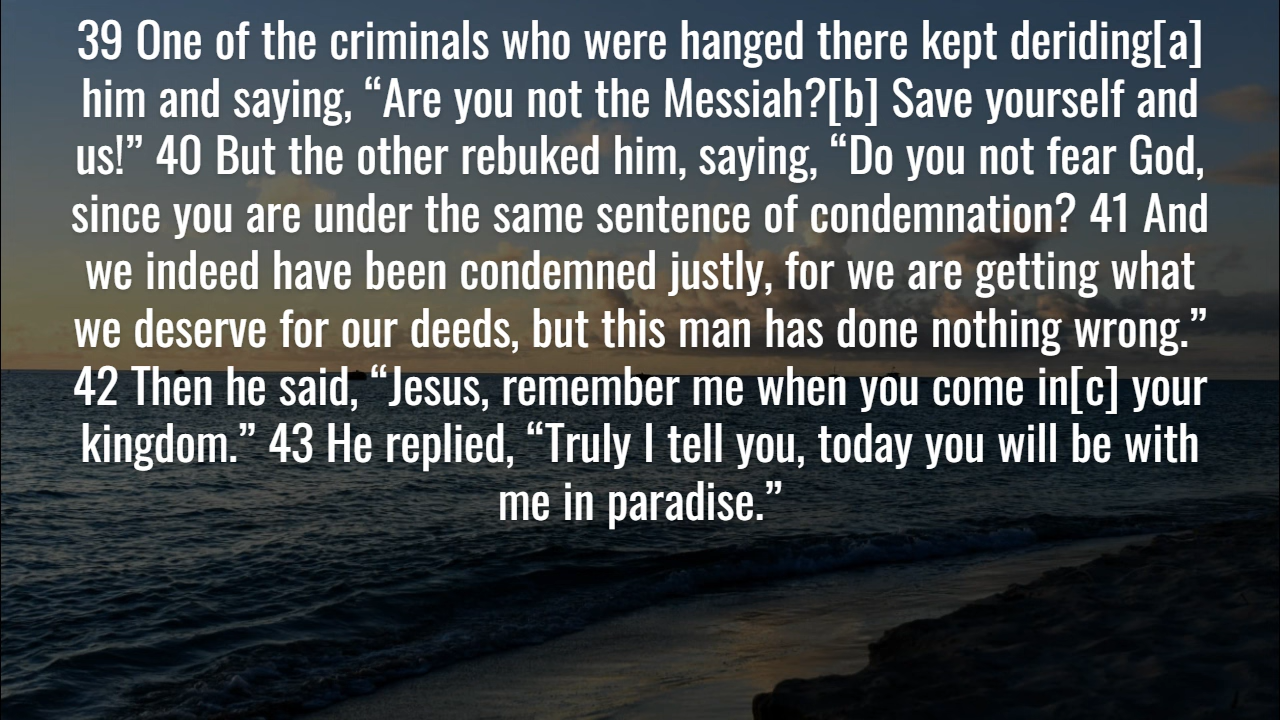 39 One of the criminals who were hanged there kept deriding[a]
him and saying, “Are you not the Messiah?[b] Save yourself and
us!” 40 But the other rebuked him, saying, “Do you not fear God,
since you are under the same sentence of condemnation? 41 And
we indeed have been condemned justly, for we are getting what
we deserve for our deeds, but this man has done nothing wrong.”
42 Then he said, “Jesus, remember me when you come in[c] your
kingdom.” 43 He replied, “Truly I tell you, today you will be with
me in paradise.”